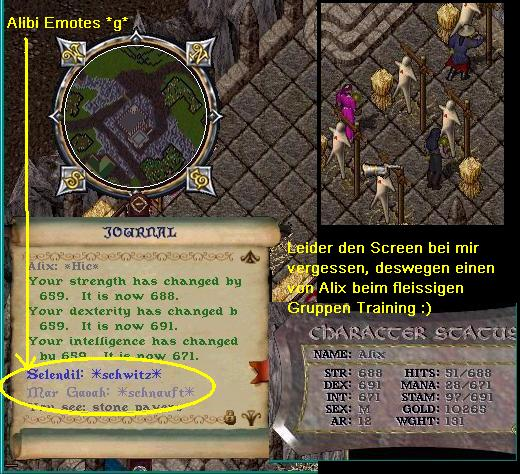 Alibi Emotes *g*
JOURNAL
Alix: *Hic*
Your strength has changed by
659. It is now 688.
Your dexterity has changed b
659. It is now 691.
Your intelligence has changed
by 659. It is now 671.
Selendil: *schwitz*
Mar Gaoah: *schnauft*
You see: stone pavers
Leider den Screen bei mir
vergessen, deswegen einen
von Alix beim fleissigen
Gruppen Training :)
CHARACTER STATUS
NAME: Alix
STR: 688 HITS: 51/688
DEX: 691 MANA: 28/671
INT: 671 STAM: 97/691
SEX: M GOLD: 10265
AR: 12 WGHT: 131